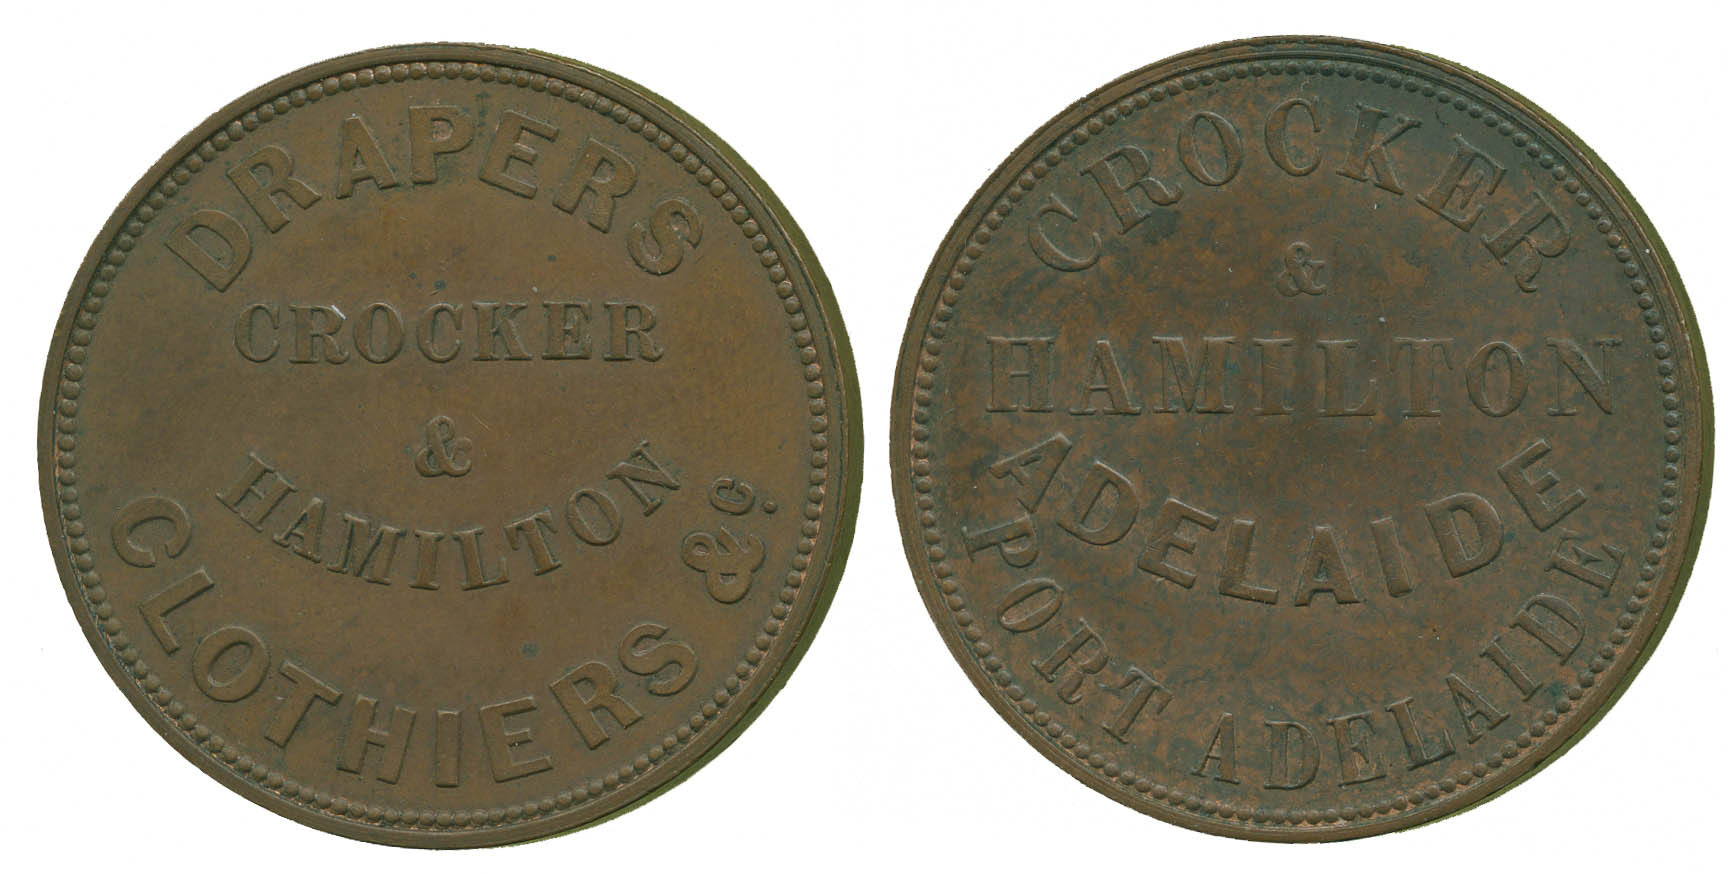 DRAPERS
CROCKER
&
HAMILTON
CLOTHIERS &c.
CROCKER
&
HAMILTON
ADELAIDE
PORT ADELAIDE